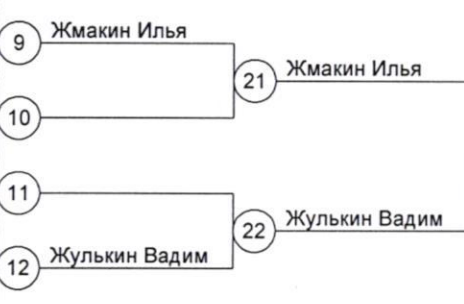 9 Жмакин Илья
21 Жмакин Илья
10
11
22 Жулькин Вадим
12 Жулькин Вадим